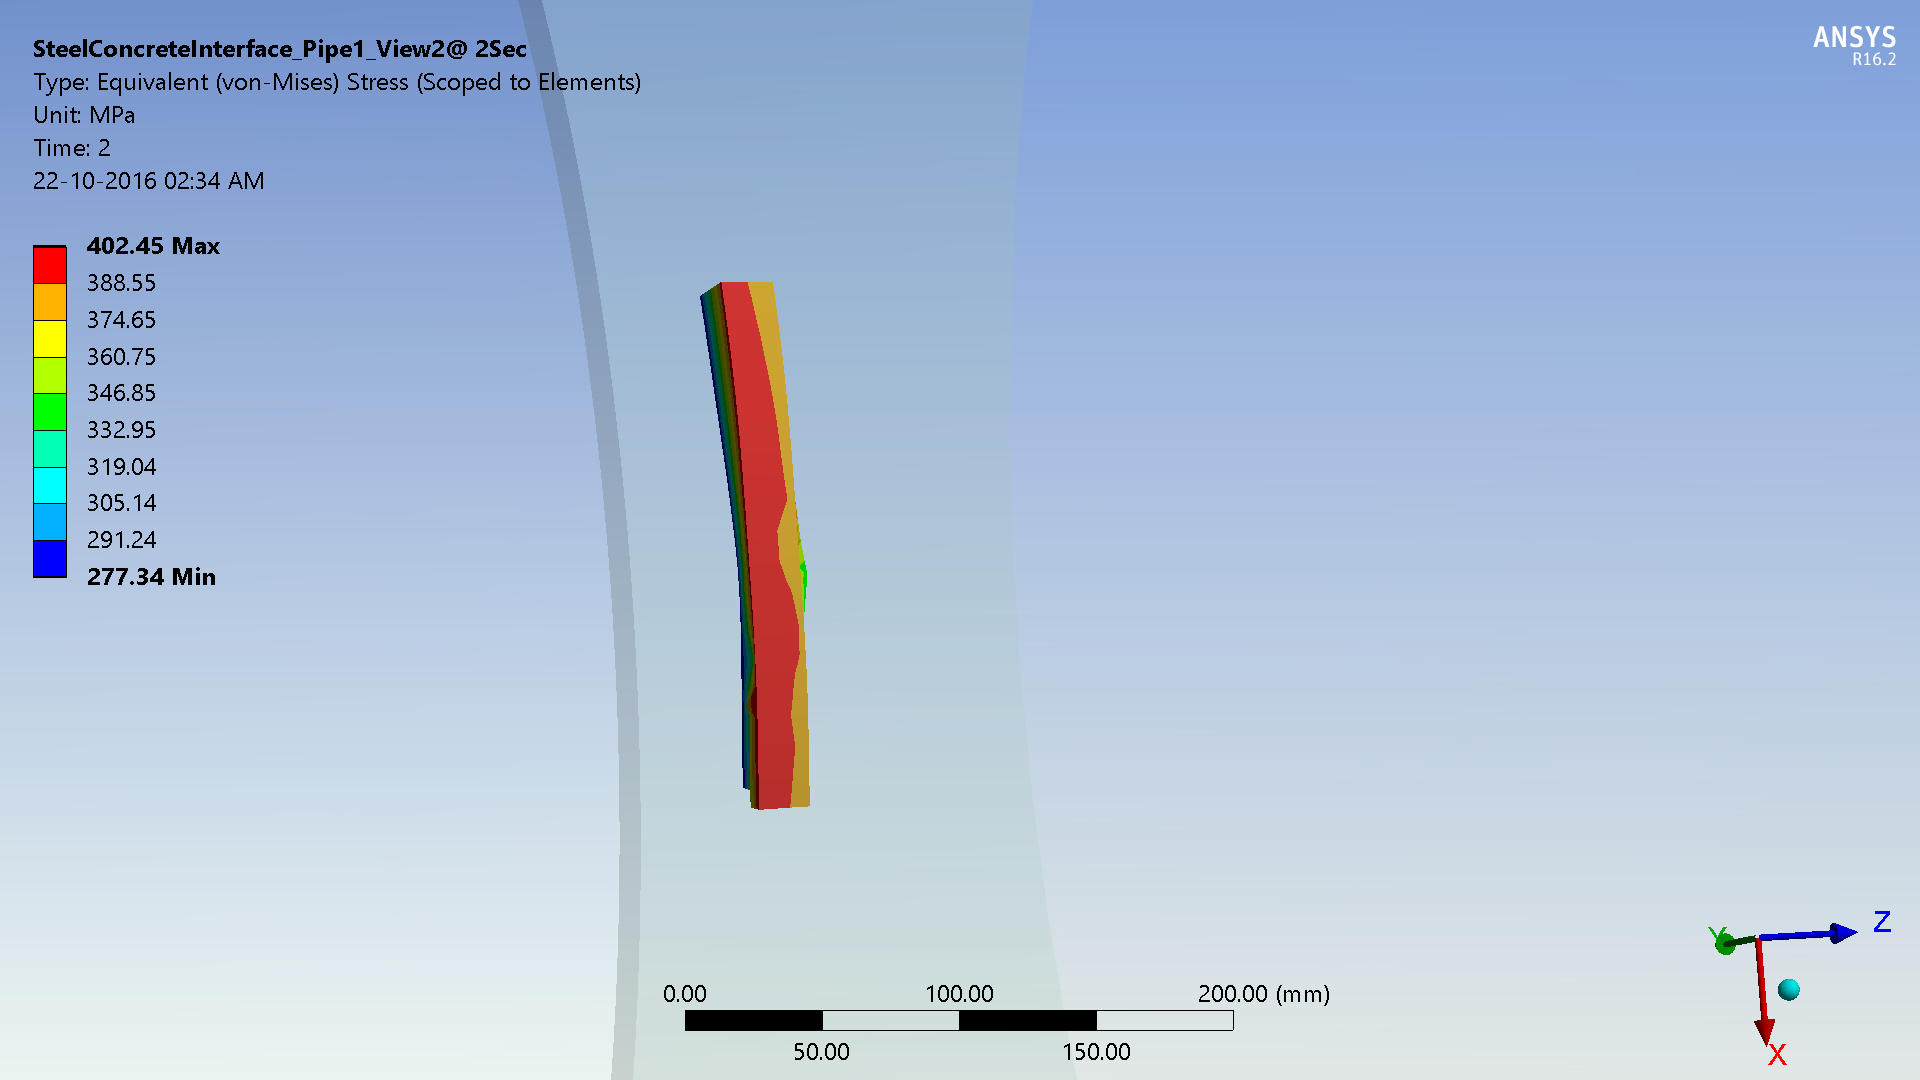 SteelConcreteInterface_Pipe1_View2@ 2Sec
Type: Equivalent (von-Mises) Stress (Scoped to Elements)
Unit: MPa
Time: 2
22-10-2016 02:34 AM
ANSYS
R16.2
402.45 Max
388.55
374.65
360.75
346.85
332.95
319.04
305.14
291.24
277.34 Min
0.00 100.00 200.00 (mm)
50.00 150.00
Y
Z
X